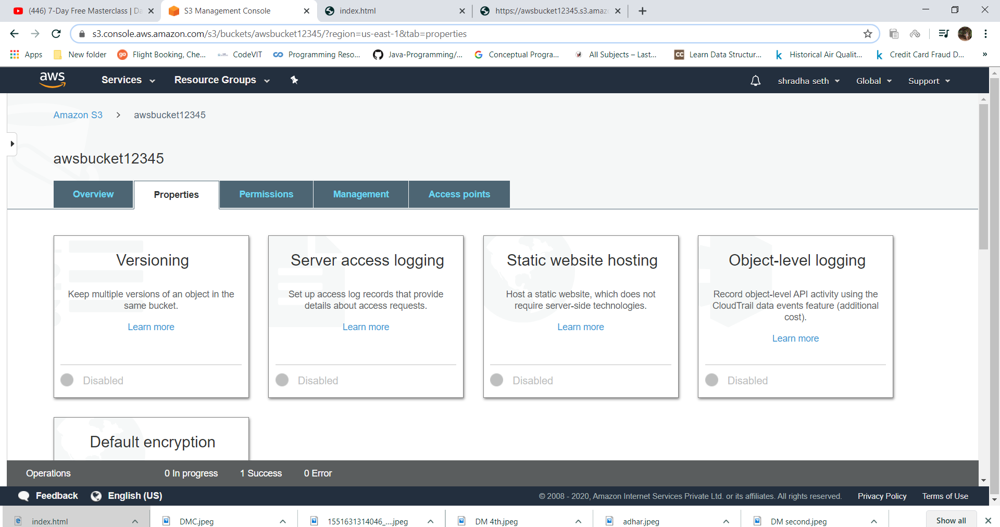 (446) 7-Day Free Masterclass | Da
S3 Management Console
index.html
https://awsbucket12345.s3.amazo
s3.console.aws.amazon.com/s3/buckets/awsbucket12345/?region=us-east-1&tab=properties
Apps
New folder
go
Flight Booking, Che...
CodeVIT
Programming Reso...
Java-Programming/...
Conceptual Progra...
All Subjects – Last...
CC
Learn Data Structur...
k
Historical Air Qualit...
k
Credit Card Fraud D...
»
aws
Services
Resource Groups
shradha seth
Global
Support
Amazon S3 > awsbucket12345
awsbucket12345
Overview
Properties
Permissions
Management
Access points
Versioning
Keep multiple versions of an object in the
same bucket.
Learn more
Disabled
Server access logging
Set up access log records that provide
details about access requests.
Learn more
Disabled
Static website hosting
Host a static website, which does not
require server-side technologies.
Learn more
Disabled
Object-level logging
Record object-level API activity using the
CloudTrail data events feature (additional
cost).
Learn more
Disabled
Default encryption
Operations
0 In progress
1 Success
0 Error
Feedback
English (US)
© 2008 - 2020, Amazon Internet Services Private Ltd. or its affiliates. All rights reserved.
Privacy Policy
Terms of Use
index.html
DMC.jpeg
1551631314046_....jpeg
DM 4th.jpeg
adhar.jpeg
DM second.jpeg
Show all